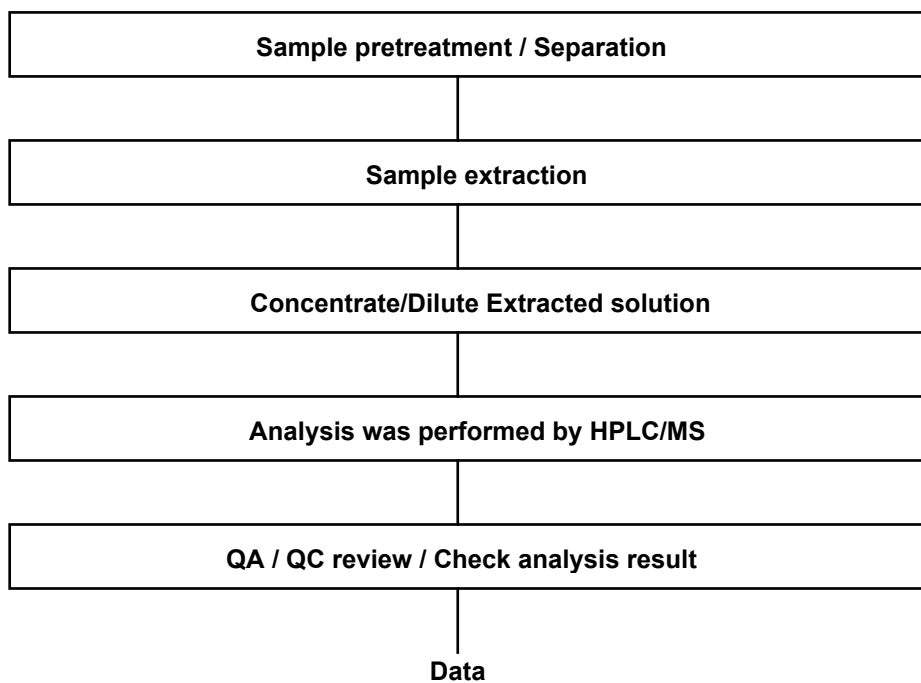 Sample pretreatment / Separation
Sample extraction
Concentrate/Dilute Extracted solution
Analysis was performed by HPLC/MS
QA / QC review / Check analysis result
Data